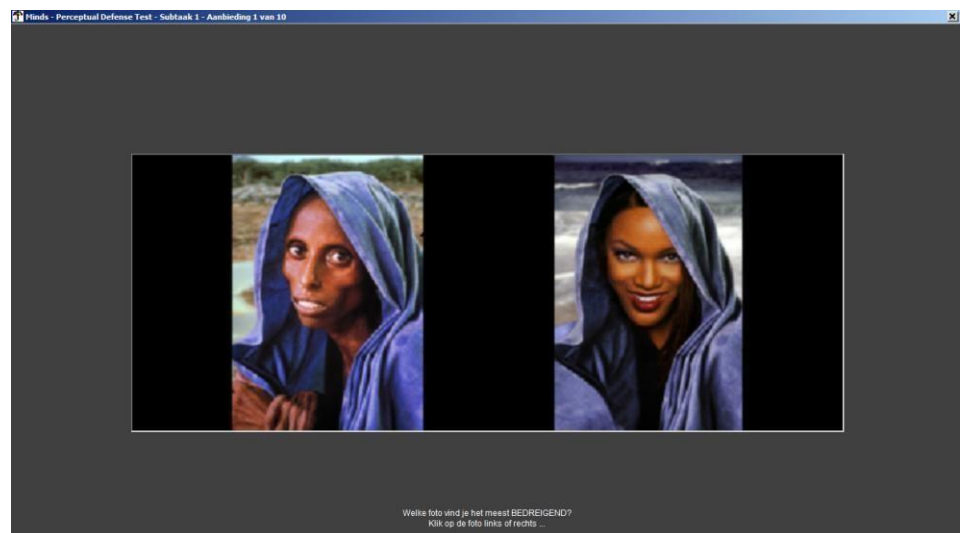 Minds - Perceptual Defense Test - Subtaak 1 - Aanbieding 1 van 10
Welke foto vind je het meest BEDREIGEND?
Klik op de foto links of rechts ...